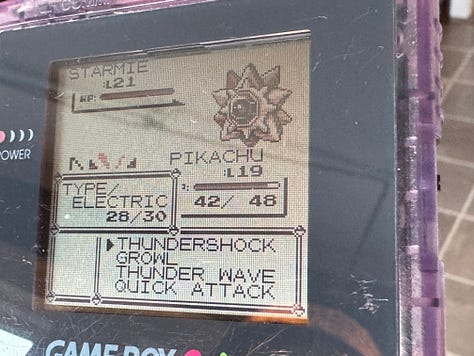 STARMIE
:L21
HP:
PIKACHU
:L19
TYPE/
ELECTRIC
28/30
42/ 48
▶THUNDERSHOCK
GROWL
THUNDER WAVE
QUICK ATTACK
POWER
GAME BOY